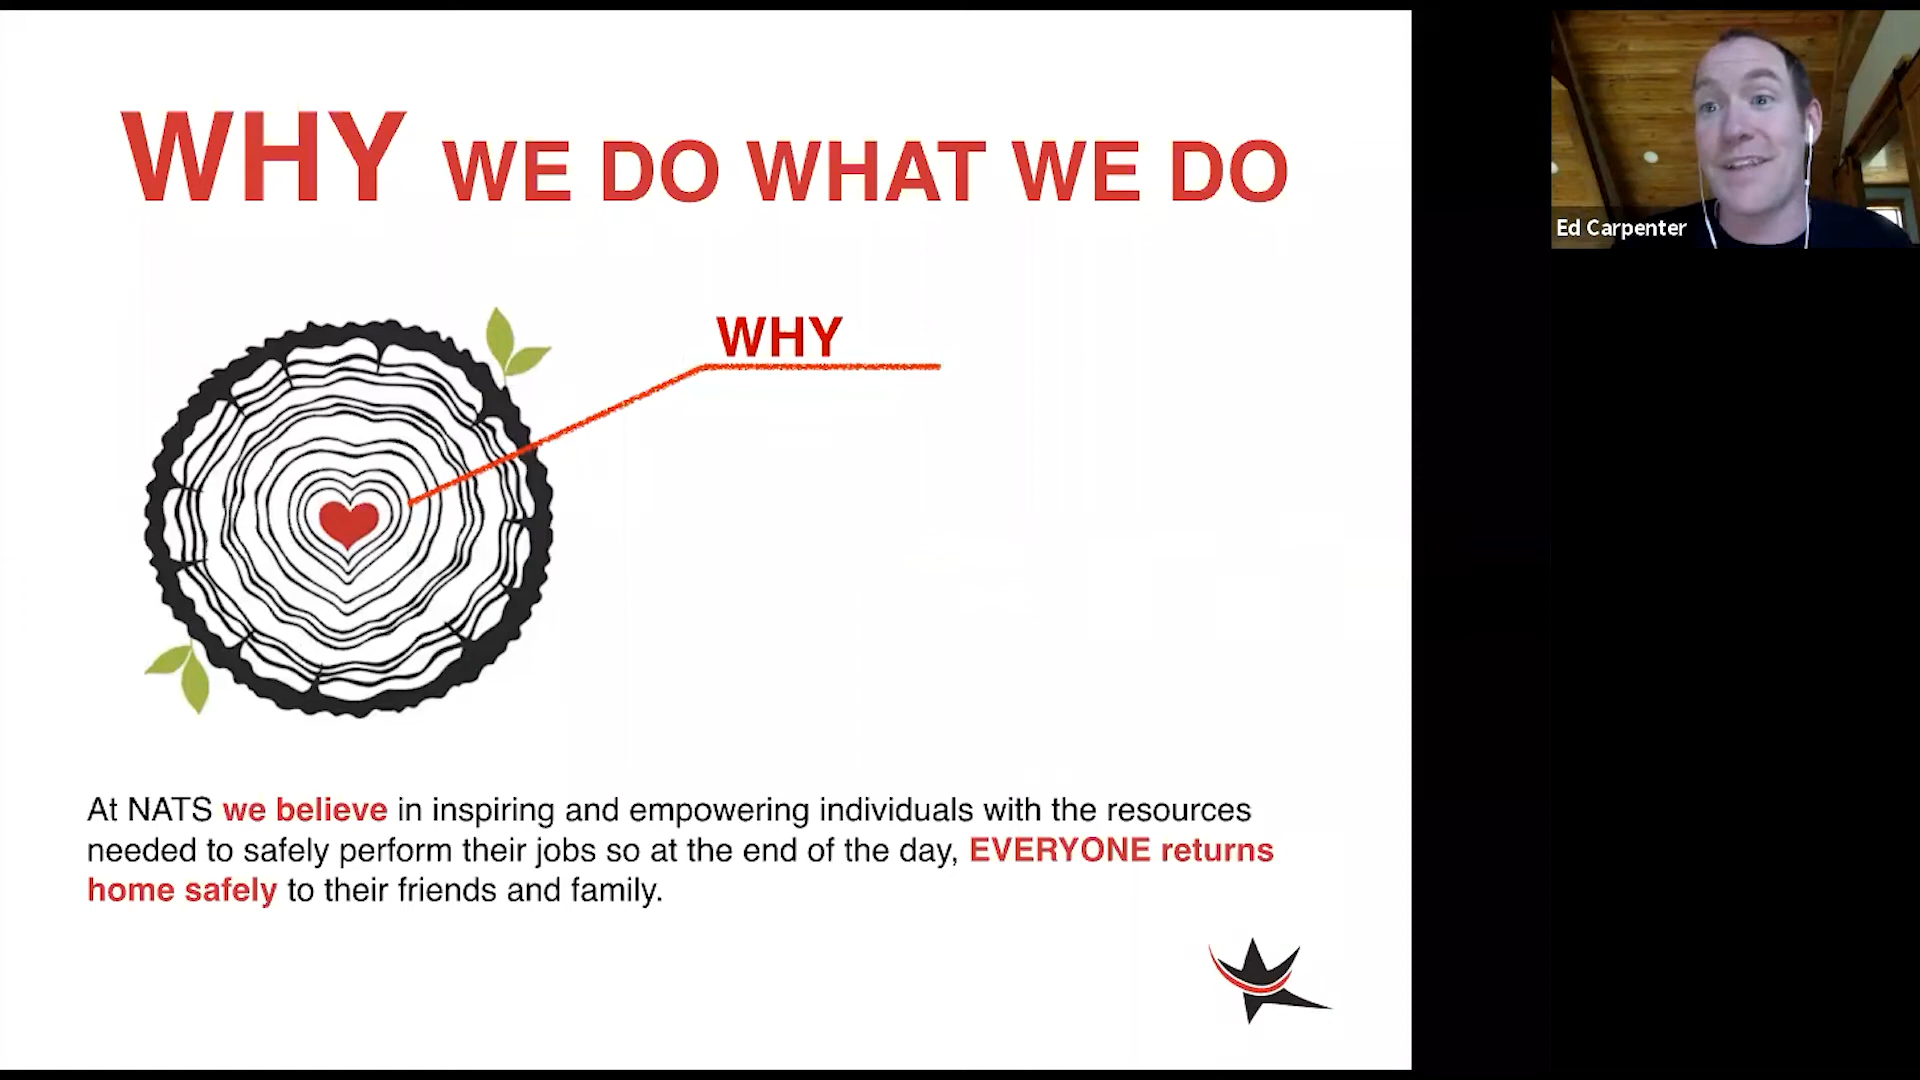 WHY WE DO WHAT WE DO
Ed Carpenter
WHY
At NATS we believe in inspiring and empowering individuals with the resources
needed to safely perform their jobs so at the end of the day, EVERYONE returns
home safely to their friends and family.